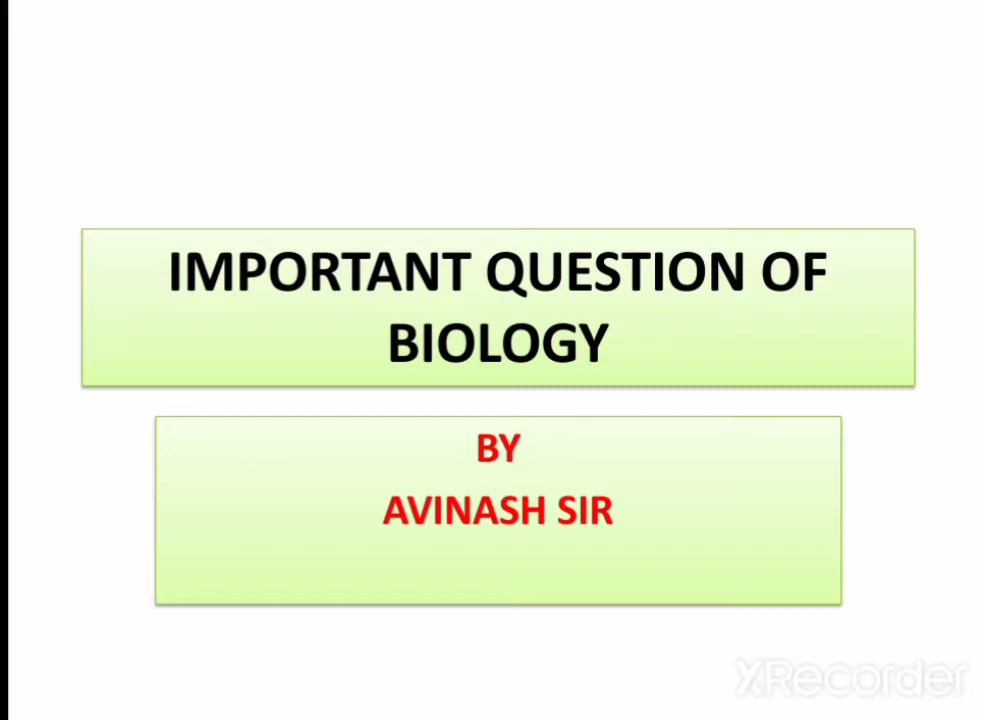 IMPORTANT QUESTION OF
BIOLOGY
BY
AVINASH SIR
XRecorder